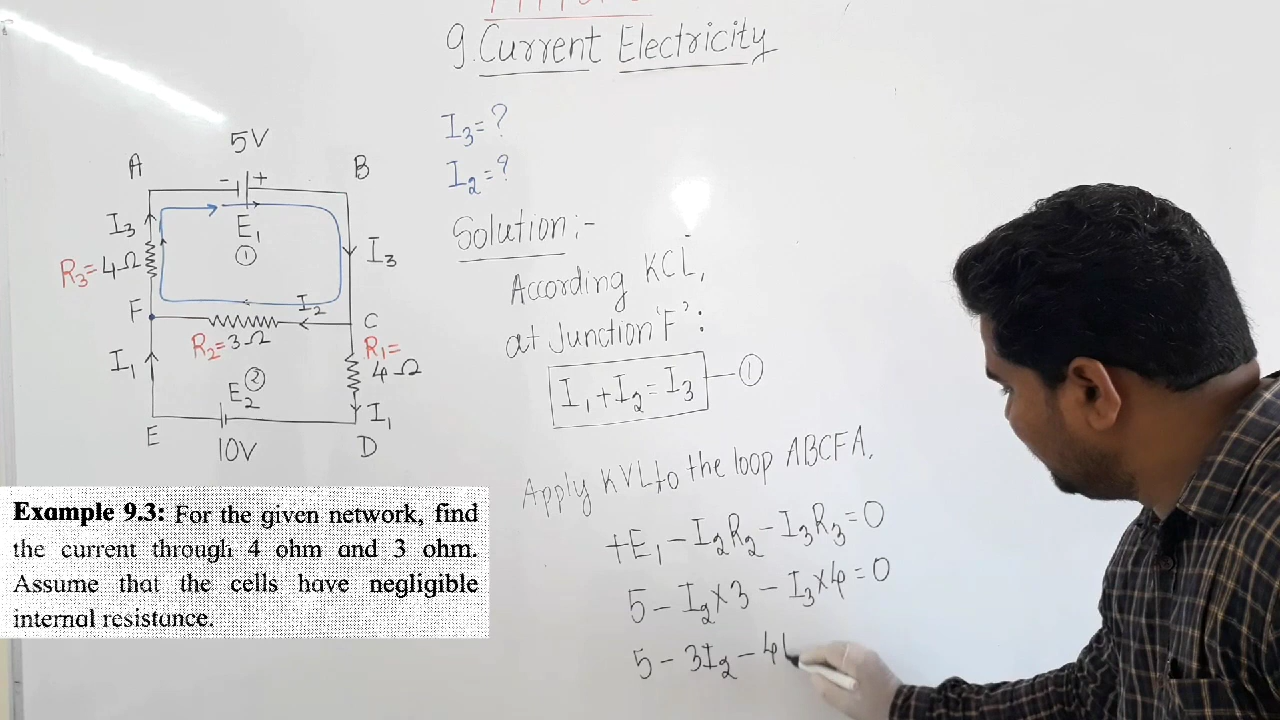 9. Current Electricity
I₃ = ?
I₂ = ?
Solution :-
According KCL,
at Junction 'F' :
I₁ + I₂ = I₃ — ①
Apply KVL to the loop ABCFA,
+E₁ - I₂R₂ - I₃R₃ = 0
5 - I₂×3 - I₃×4 = 0
5 - 3I₂ - 4
5V
A
B
- +
I₃
E₁
①
I₃
R₃= 4Ω
F
I₂
C
R₂= 3Ω
R₁= 4Ω
I₁
E₂ ②
I₁
E
10V
D
Example 9.3: For the given network, find
the current through 4 ohm and 3 ohm.
Assume that the cells have negligible
internal resistance.